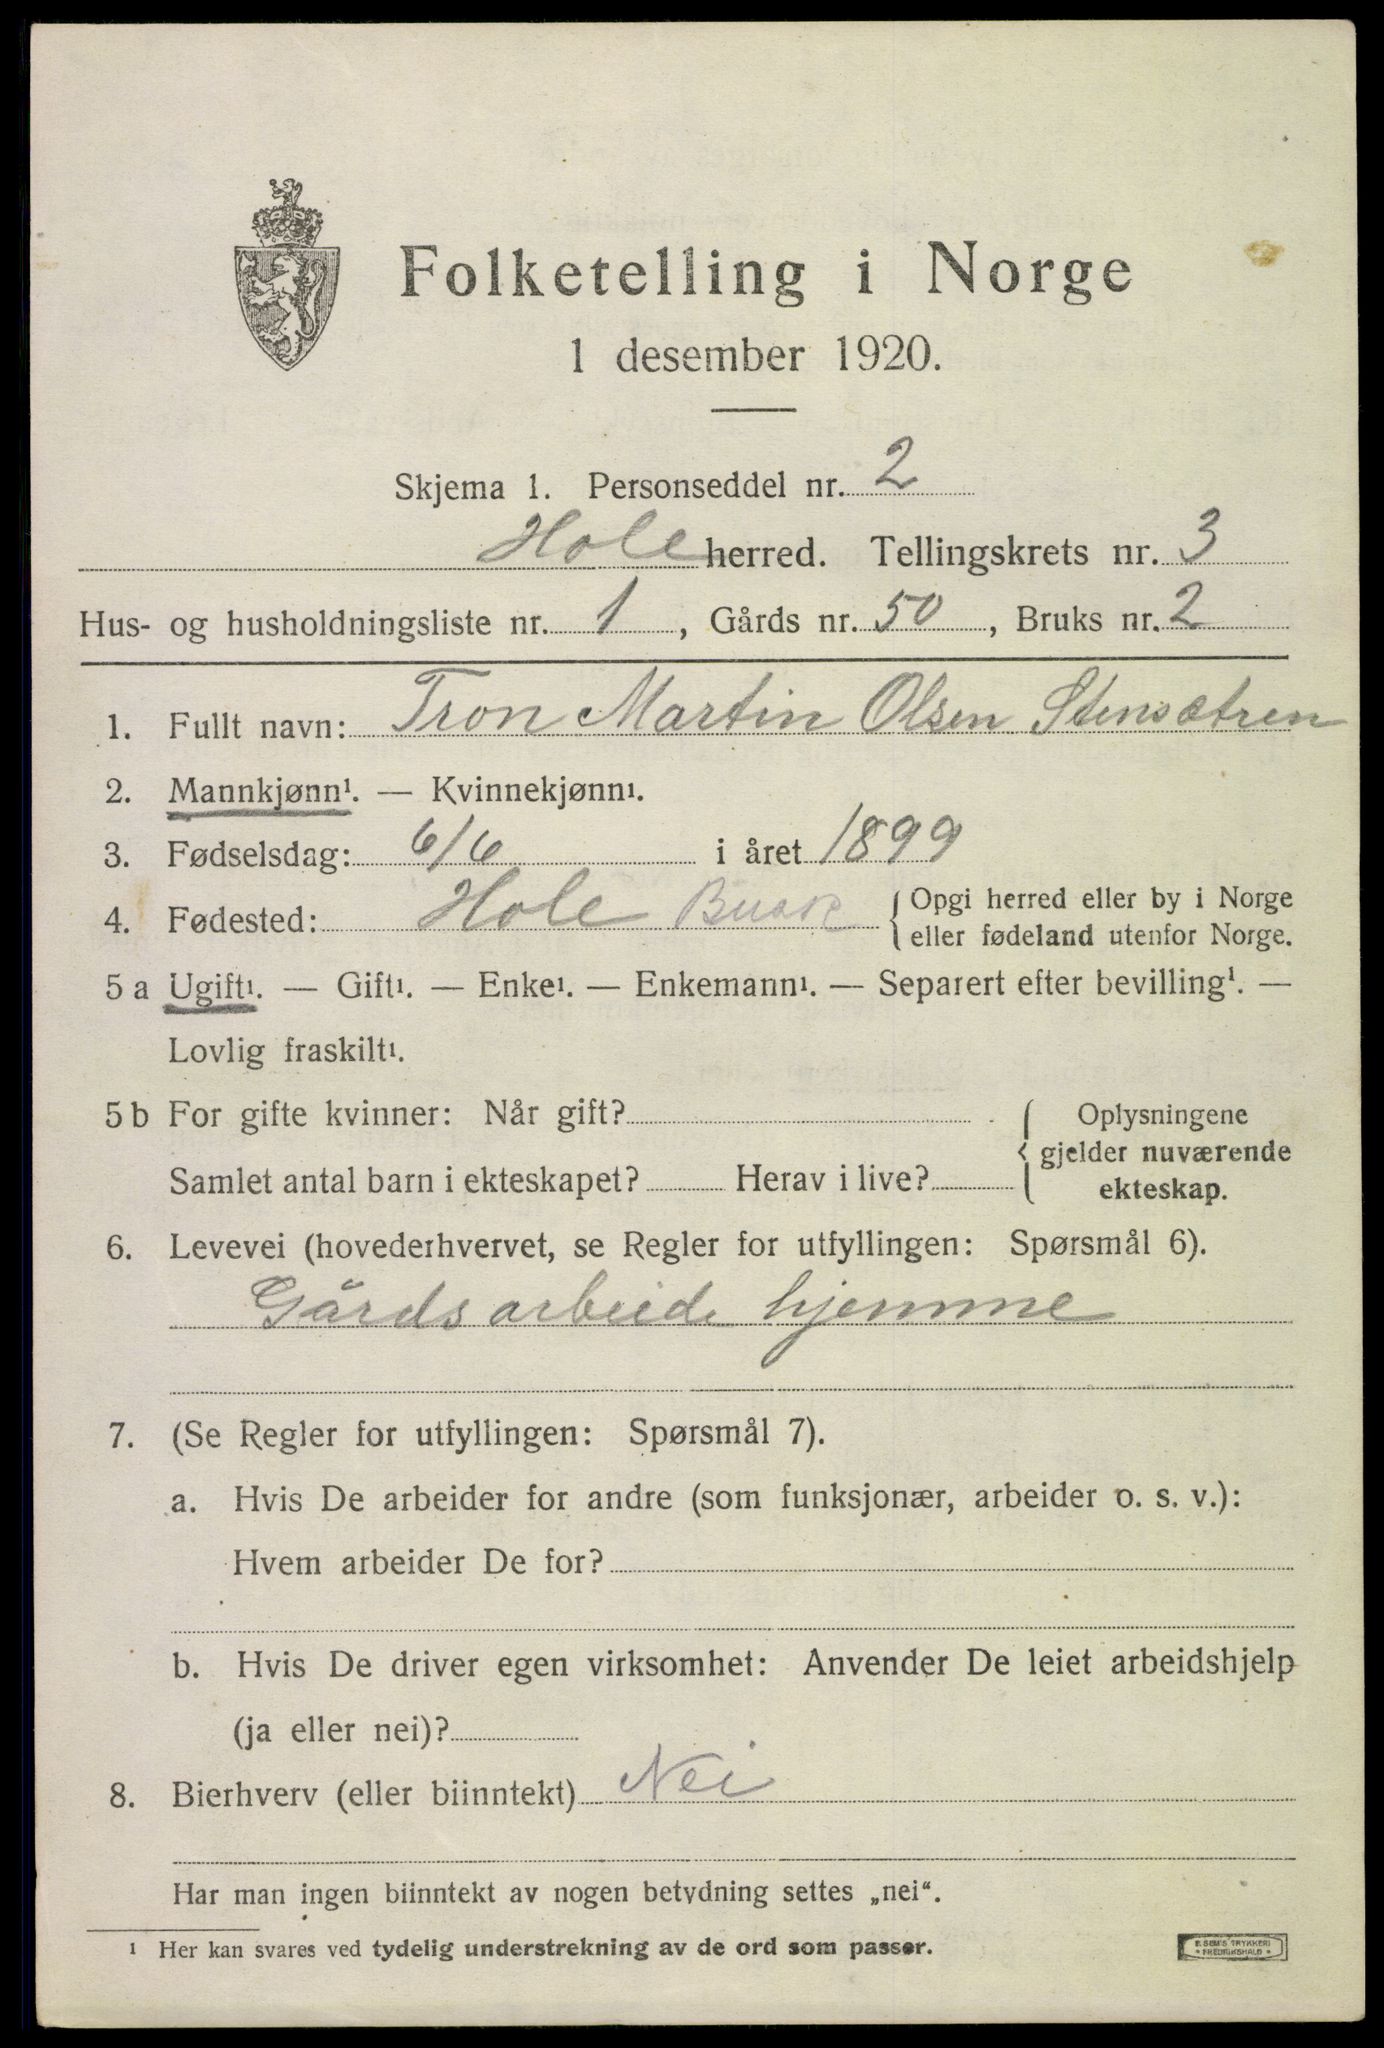 Folketelling i Norge
1 desember 1920.
Skjema 1. Personseddel nr. 2
Hole herred. Tellingskrets nr. 3
Hus- og husholdningsliste nr. 1, Gårds nr. 50, Bruks nr. 2
1. Fullt navn: Tron Martin Olsen Stensætren
2. Mannkjønn¹. — Kvinnekjønn¹.
3. Fødselsdag: 6/6 i året 1899
4. Fødested: Hole Busk { Opgi herred eller by i Norge
eller fødeland utenfor Norge.
5 a Ugift¹. — Gift¹. — Enke¹. — Enkemann¹. — Separert efter bevilling¹. —
Lovlig fraskilt¹.
5 b For gifte kvinner: Når gift? { Oplysningene
gjelder nuværende
Samlet antal barn i ekteskapet? Herav i live? ekteskap.
6. Levevei (hovederhvervet, se Regler for utfyllingen: Spørsmål 6).
Gårdsarbeide hjemme
7. (Se Regler for utfyllingen: Spørsmål 7).
a. Hvis De arbeider for andre (som funksjonær, arbeider o. s. v.):
Hvem arbeider De for?
b. Hvis De driver egen virksomhet: Anvender De leiet arbeidshjelp
(ja eller nei)?
8. Bierhverv (eller biinntekt) Nei
Har man ingen biinntekt av nogen betydning settes „nei“.
¹ Her kan svares ved tydelig understrekning av de ord som passer.
E. SEM'S TRYKKERI
• FREDRIKSHALD •